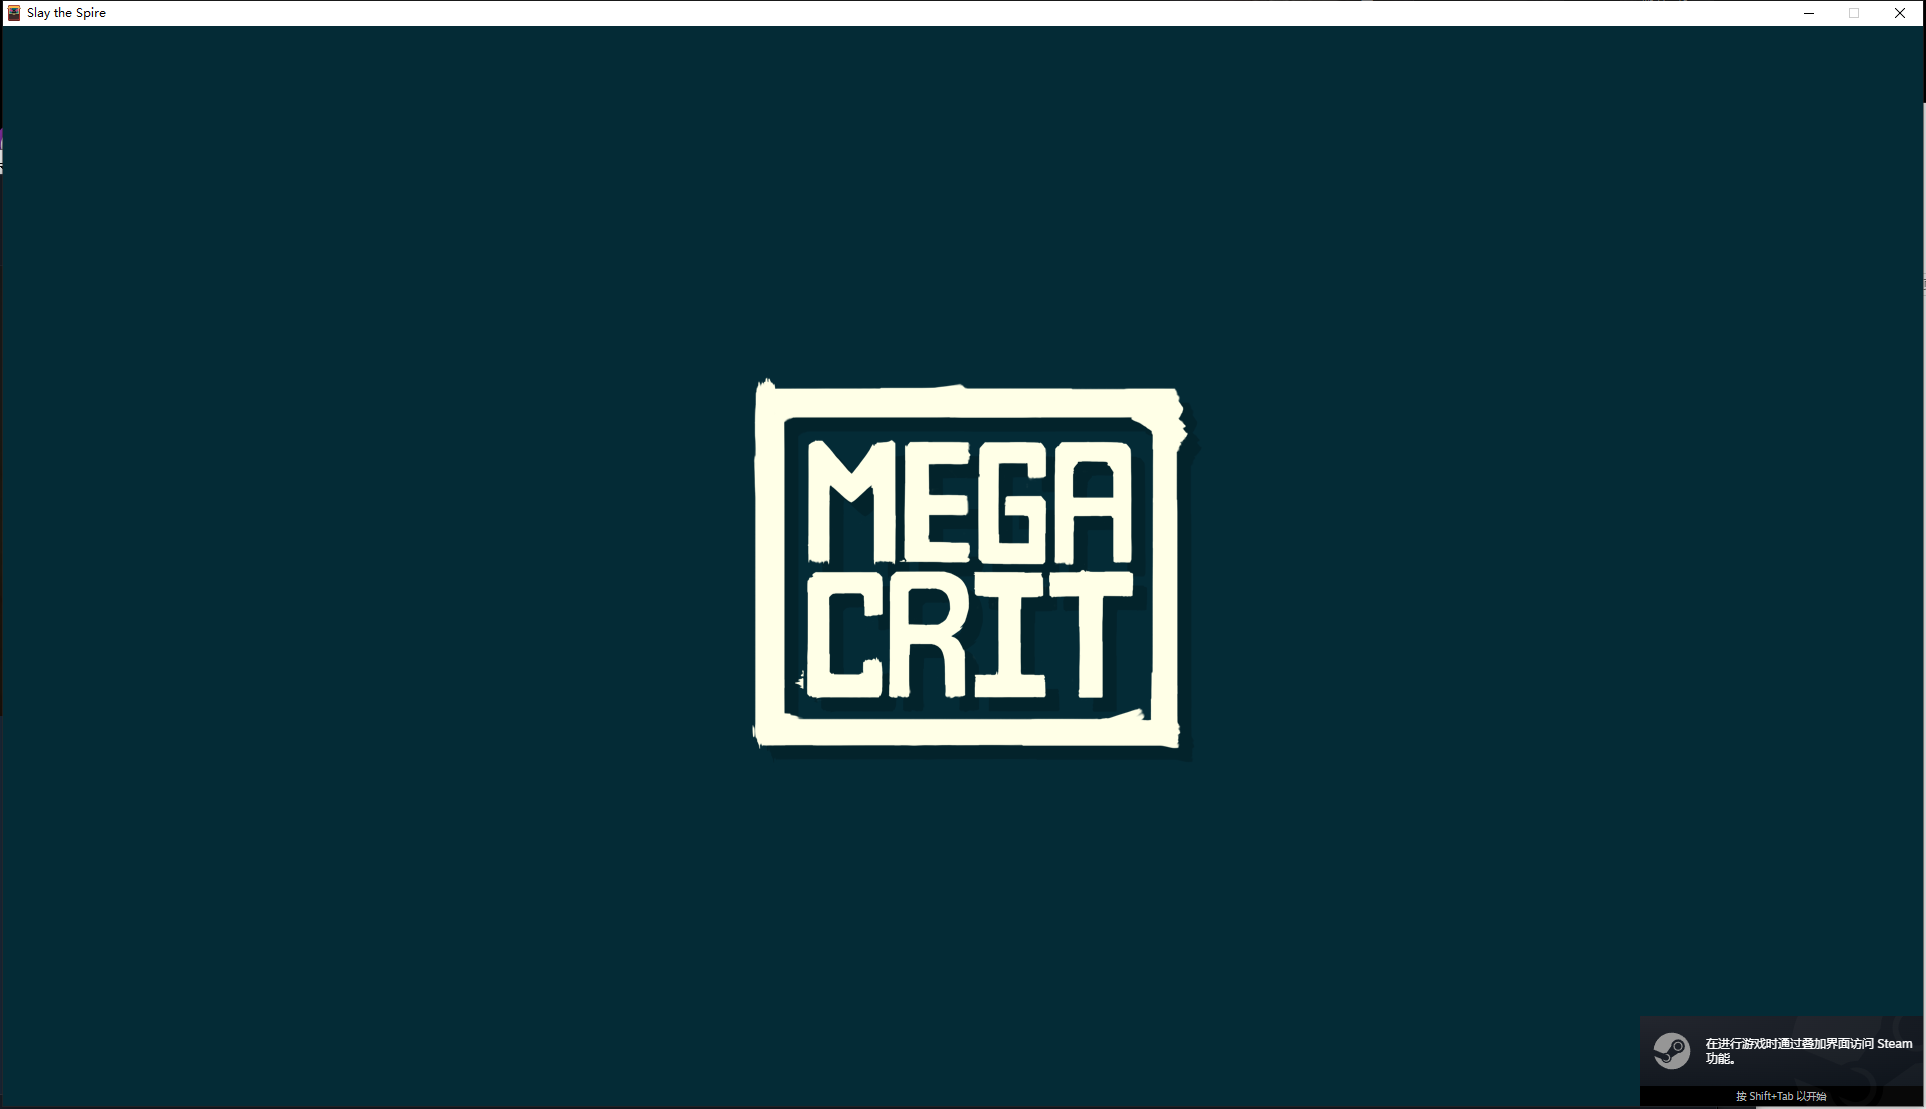 Slay the Spire
MEGA
CRIT
在进行游戏时通过叠加界面访问 Steam
功能。
按 Shift+Tab 以开始